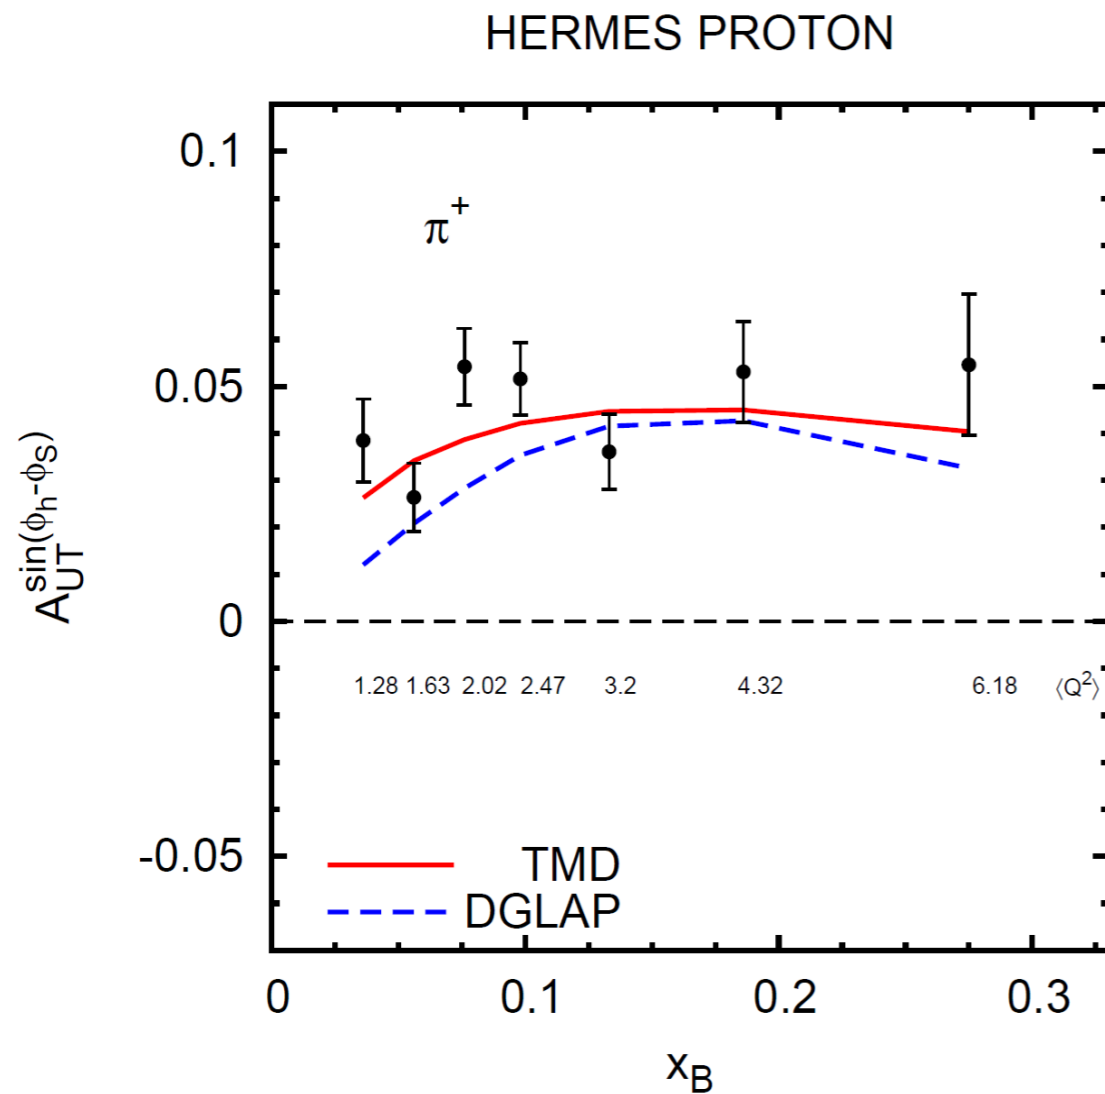 HERMES PROTON
0.1
π+
0.05
A_UT^sin(ϕh-ϕS)
0
1.28 1.63 2.02 2.47 3.2 4.32 6.18 ⟨Q²⟩
-0.05
TMD
DGLAP
0 0.1 0.2 0.3
xB